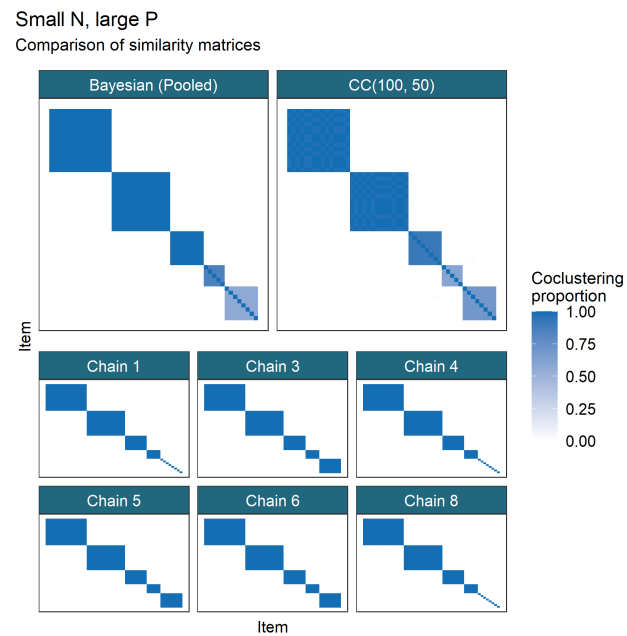 Small N, large P
Comparison of similarity matrices
Bayesian (Pooled)
CC(100, 50)
Coclustering
proportion
1.00
0.75
0.50
0.25
0.00
Item
Chain 1
Chain 3
Chain 4
Chain 5
Chain 6
Chain 8
Item